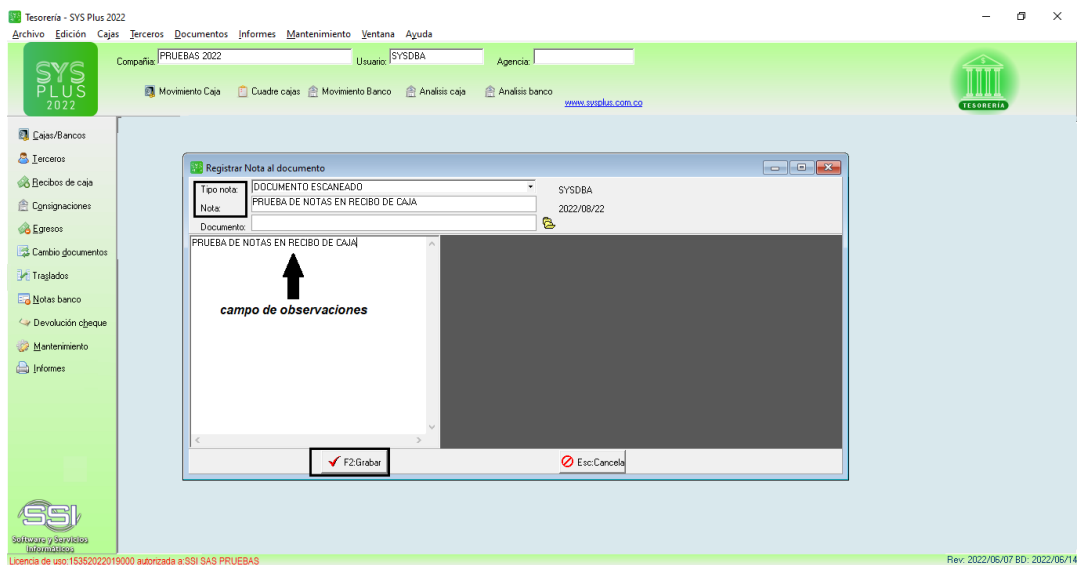 Tesorería - SYS Plus 2022
Archivo Edición Cajas Terceros Documentos Informes Mantenimiento Ventana Ayuda
SYS
PLUS
2022
Compañia: PRUEBAS 2022 Usuario: SYSDBA Agencia:
Movimiento Caja Cuadre cajas Movimiento Banco Analisis caja Analisis banco
www.sysplus.com.co
TESORERÍA
Cajas/Bancos
Terceros
Recibos de caja
Consignaciones
Egresos
Cambio documentos
Traslados
Notas banco
Devolución cheque
Mantenimiento
Informes
Registrar Nota al documento
Tipo nota: DOCUMENTO ESCANEADO SYSDBA
Nota: PRUEBA DE NOTAS EN RECIBO DE CAJA 2022/08/22
Documento:
PRUEBA DE NOTAS EN RECIBO DE CAJA
campo de observaciones
F2:Grabar Esc:Cancela
SSI
Software y Servicios
Informáticos
Licencia de uso:15352022019000 autorizada a:SSI SAS PRUEBAS Rev: 2022/06/07 BD: 2022/06/14